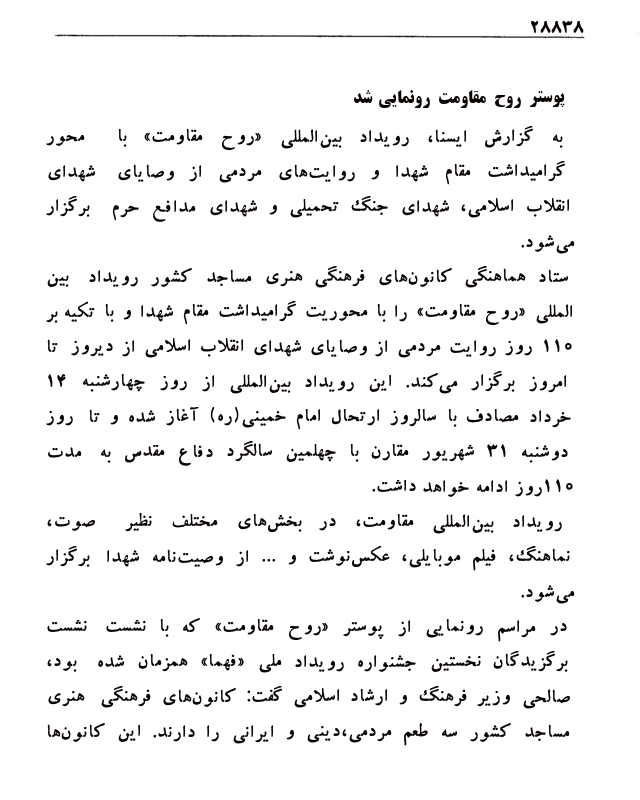 ۲۸۸۳۸
پوستر روح مقاومت رونمایی شد
به گزارش ایسنا، رویداد بین‌المللی «روح مقاومت» با محور
گرامیداشت مقام شهدا و روایت‌های مردمی از وصایای شهدای
انقلاب اسلامی، شهدای جنگ تحمیلی و شهدای مدافع حرم برگزار
می‌شود.
ستاد هماهنگی کانون‌های فرهنگی هنری مساجد کشور رویداد بین
المللی «روح مقاومت» را با محوریت گرامیداشت مقام شهدا و با تکیه بر
۱۱۰ روز روایت مردمی از وصایای شهدای انقلاب اسلامی از دیروز تا
امروز برگزار می‌کند. این رویداد بین‌المللی از روز چهارشنبه ۱۴
خرداد مصادف با سالروز ارتحال امام خمینی(ره) آغاز شده و تا روز
دوشنبه ۳۱ شهریور مقارن با چهلمین سالگرد دفاع مقدس به مدت
۱۱۰روز ادامه خواهد داشت.
رویداد بین‌المللی مقاومت، در بخش‌های مختلف نظیر صوت،
نماهنگ، فیلم موبایلی، عکس‌نوشت و ... از وصیت‌نامه شهدا برگزار
می‌شود.
در مراسم رونمایی از پوستر «روح مقاومت» که با نشست نشست
برگزیدگان نخستین جشنواره رویداد ملی «فهما» همزمان شده بود،
صالحی وزیر فرهنگ و ارشاد اسلامی گفت: کانون‌های فرهنگی هنری
مساجد کشور سه طعم مردمی،دینی و ایرانی را دارند. این کانون‌ها